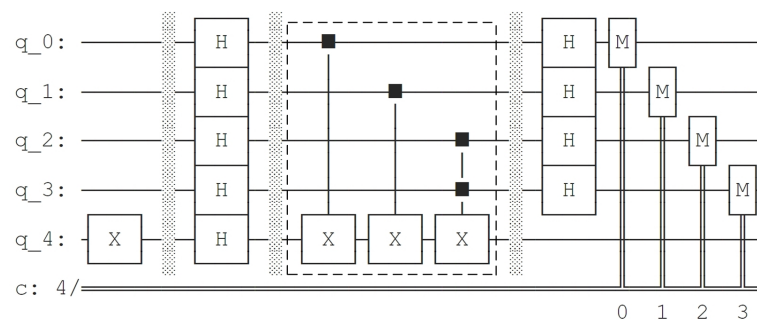 q_0: H H M
q_1: H H M
q_2: H H M
q_3: H H M
q_4: X H X X X
c: 4/
0 1 2 3